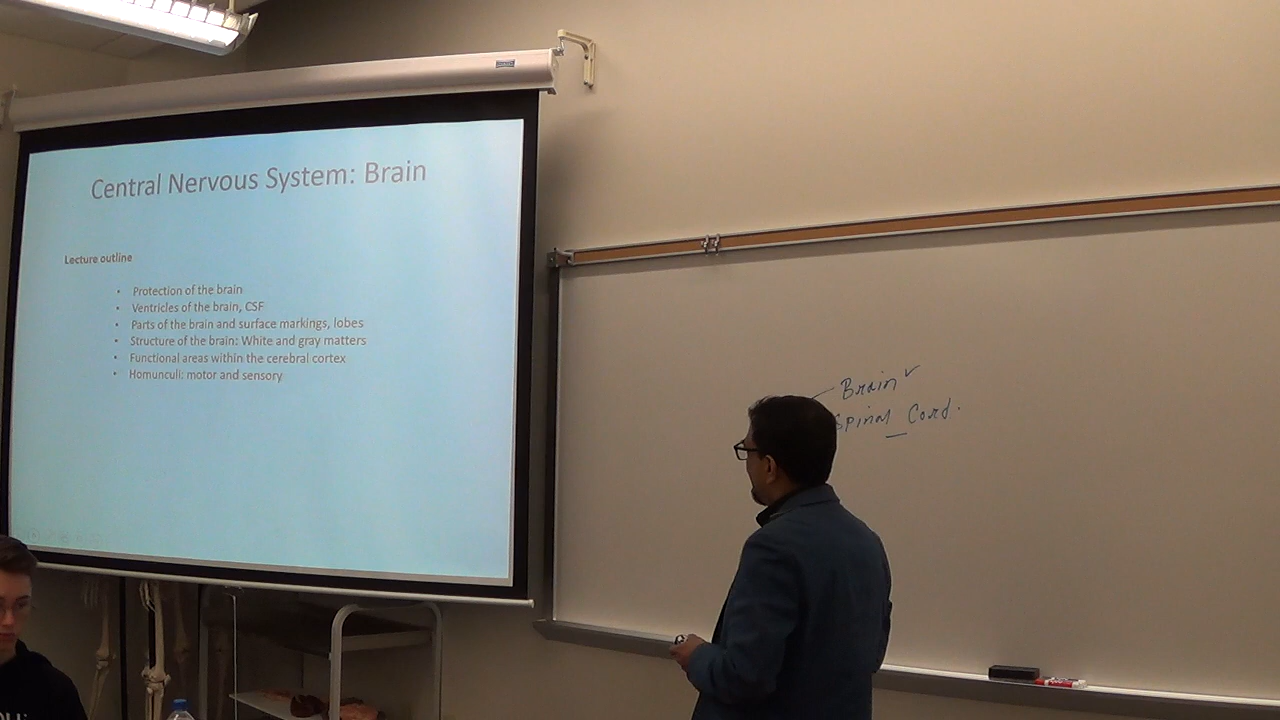 Central Nervous System: Brain
Lecture outline
• Protection of the brain
• Ventricles of the brain, CSF
• Parts of the brain and surface markings, lobes
• Structure of the brain: White and gray matters
• Functional areas within the cerebral cortex
• Homunculi: motor and sensory
Brain ✓
Spinal Cord.